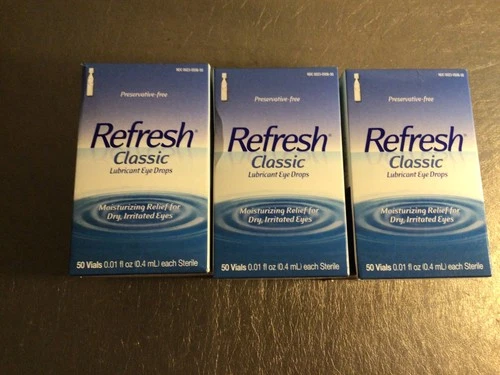 Preservative-free
Refresh®
Classic
Lubricant Eye Drops
Moisturizing Relief for
Dry, Irritated Eyes
50 Vials 0.01 fl oz (0.4 mL) each Sterile
Preservative-free
Refresh®
Classic
Lubricant Eye Drops
Moisturizing Relief for
Dry, Irritated Eyes
50 Vials 0.01 fl oz (0.4 mL) each Sterile
Preservative-free
Refresh®
Classic
Lubricant Eye Drops
Moisturizing Relief for
Dry, Irritated Eyes
50 Vials 0.01 fl oz (0.4 mL) each Sterile